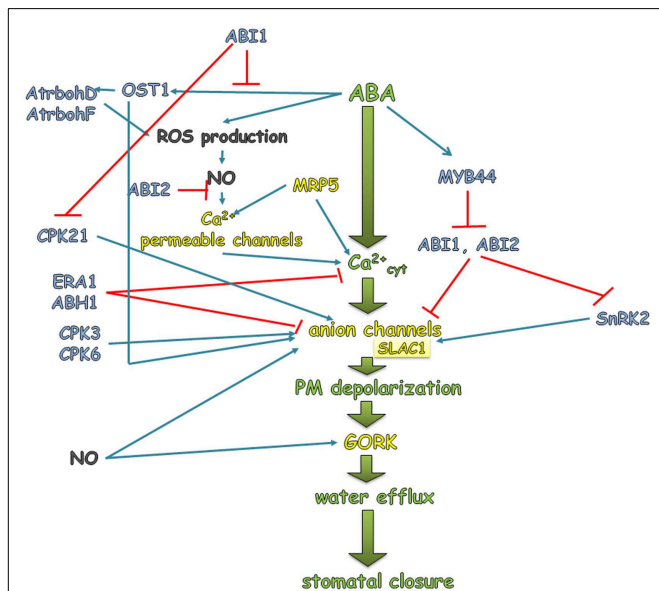 ABI1
AtrbohD
OST1
ABA
AtrbohF
ROS production
NO
MRP5
MYB44
ABI2
Ca²⁺
permeable channels
CPK21
ABI1, ABI2
Ca²⁺cyt
ERA1
ABH1
SnRK2
CPK3
CPK6
anion channels
SLAC1
PM depolarization
NO
GORK
water efflux
stomatal closure